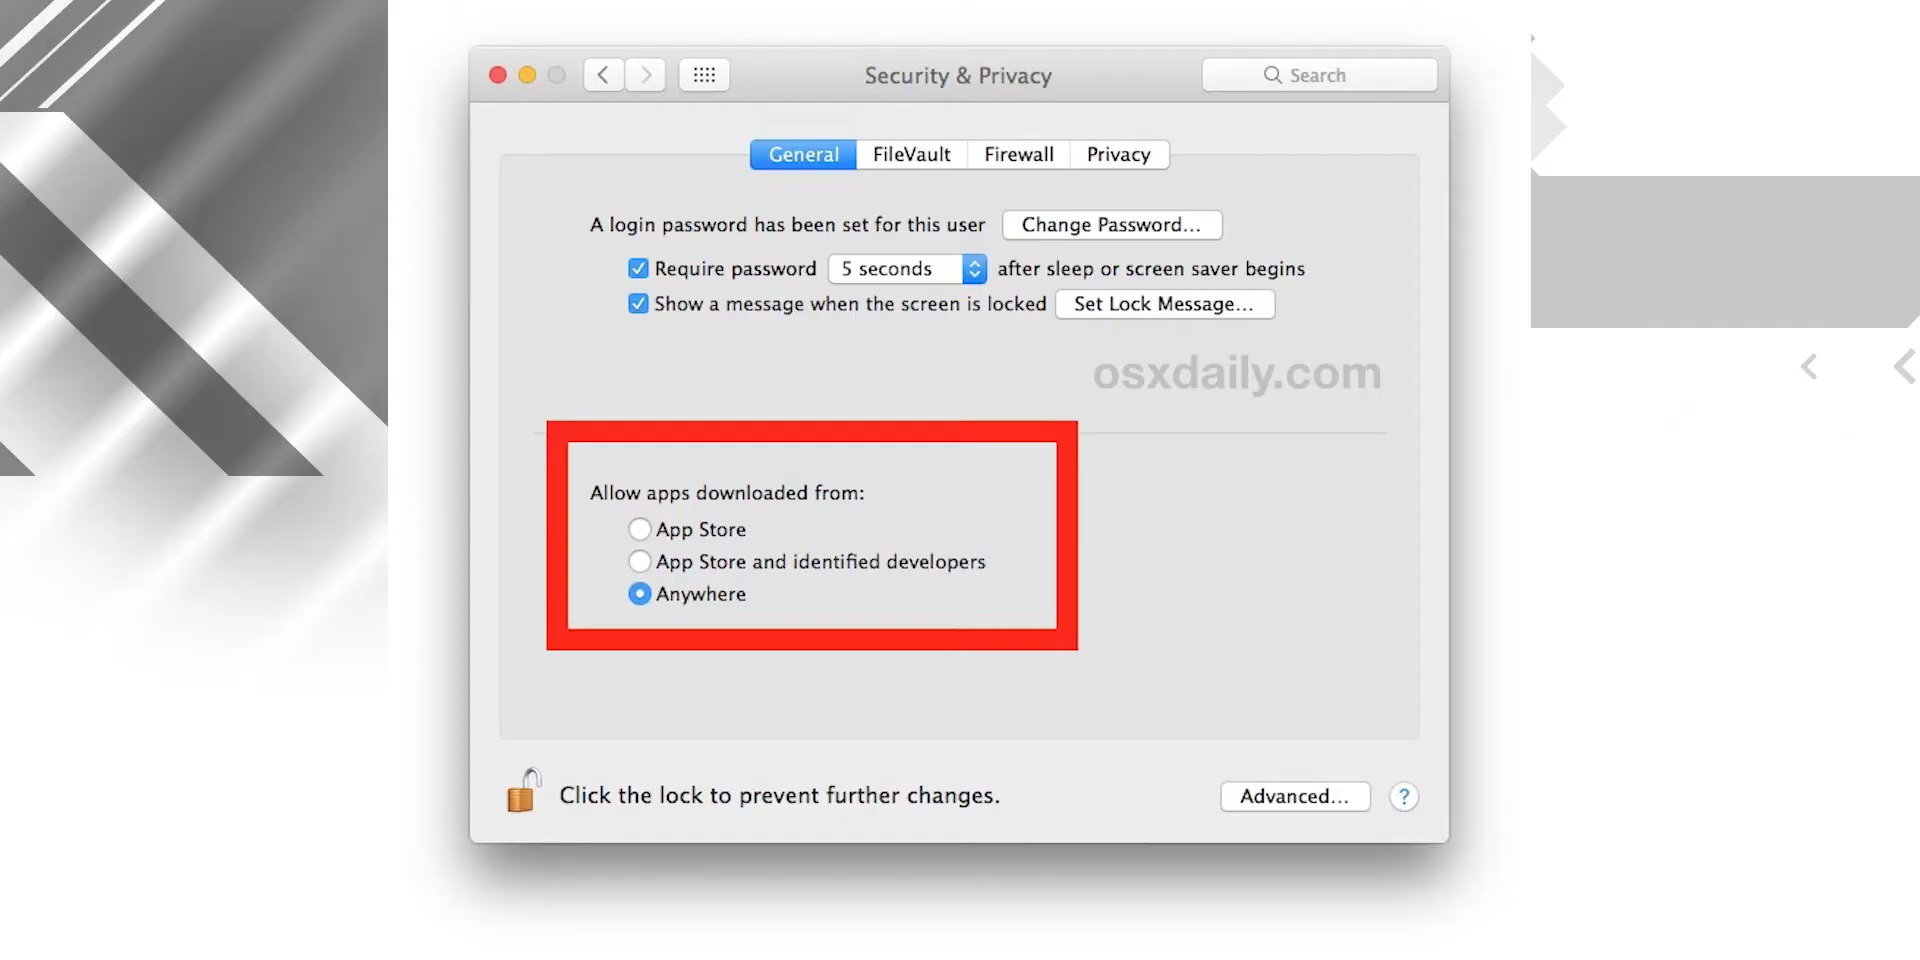 Security & Privacy
Search
General FileVault Firewall Privacy
A login password has been set for this user Change Password...
Require password 5 seconds after sleep or screen saver begins
Show a message when the screen is locked Set Lock Message...
osxdaily.com
Allow apps downloaded from:
App Store
App Store and identified developers
Anywhere
Click the lock to prevent further changes.
Advanced...
?